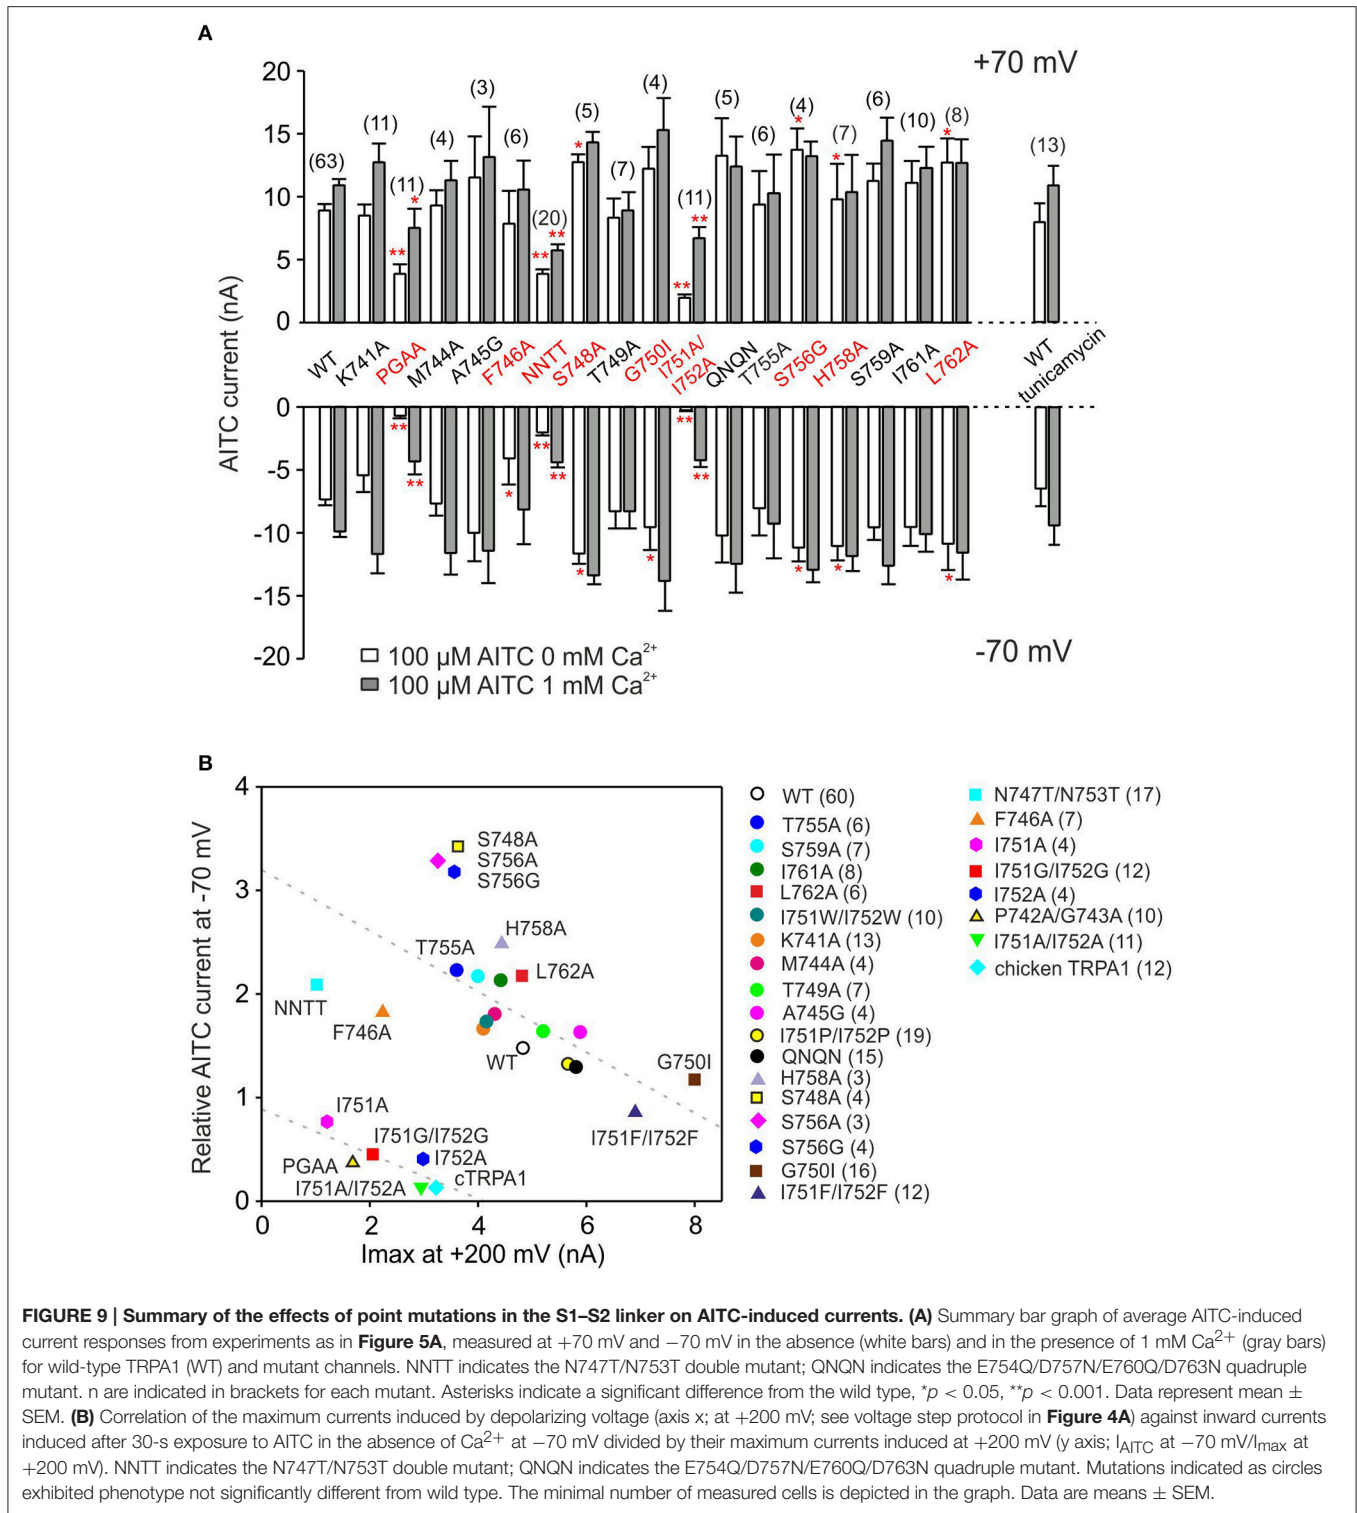 A
+70 mV
AITC current (nA)
20
15
10
5
0
(63)
(11)
(11)
(4)
(3)
(6)
(20)
(5)
(7)
(4)
(11)
(5)
(6)
(4)
(7)
(6)
(10)
(8)
(13)
** * ** ** * ** ** * * *
WT
K741A
PGAA
M744A
A745G
F746A
NNTT
S748A
T749A
G750I
I751A/
I752A
QNQN
T755A
S756G
H758A
S759A
I761A
L762A
WT
tunicamycin
0
-5
-10
-15
-20
** ** * ** ** * * ** ** * * *
100 µM AITC 0 mM Ca²⁺
100 µM AITC 1 mM Ca²⁺
-70 mV
B
Relative AITC current at -70 mV
4
3
2
1
0
S748A
S756A
S756G
H758A
T755A
L762A
NNTT
F746A
WT
G750I
I751A
I751F/I752F
I751G/I752G
PGAA
I752A
I751A/I752A
cTRPA1
0 2 4 6 8
Imax at +200 mV (nA)
WT (60)
T755A (6)
S759A (7)
I761A (8)
L762A (6)
I751W/I752W (10)
K741A (13)
M744A (4)
T749A (7)
A745G (4)
I751P/I752P (19)
QNQN (15)
H758A (3)
S748A (4)
S756A (3)
S756G (4)
G750I (16)
I751F/I752F (12)
N747T/N753T (17)
F746A (7)
I751A (4)
I751G/I752G (12)
I752A (4)
P742A/G743A (10)
I751A/I752A (11)
chicken TRPA1 (12)
FIGURE 9 | Summary of the effects of point mutations in the S1–S2 linker on AITC-induced currents. (A) Summary bar graph of average AITC-induced
current responses from experiments as in Figure 5A, measured at +70 mV and −70 mV in the absence (white bars) and in the presence of 1 mM Ca²⁺ (gray bars)
for wild-type TRPA1 (WT) and mutant channels. NNTT indicates the N747T/N753T double mutant; QNQN indicates the E754Q/D757N/E760Q/D763N quadruple
mutant. n are indicated in brackets for each mutant. Asterisks indicate a significant difference from the wild type, *p < 0.05, **p < 0.001. Data represent mean ±
SEM. (B) Correlation of the maximum currents induced by depolarizing voltage (axis x; at +200 mV; see voltage step protocol in Figure 4A) against inward currents
induced after 30-s exposure to AITC in the absence of Ca²⁺ at −70 mV divided by their maximum currents induced at +200 mV (y axis; I_AITC at −70 mV/I_max at
+200 mV). NNTT indicates the N747T/N753T double mutant; QNQN indicates the E754Q/D757N/E760Q/D763N quadruple mutant. Mutations indicated as circles
exhibited phenotype not significantly different from wild type. The minimal number of measured cells is depicted in the graph. Data are means ± SEM.